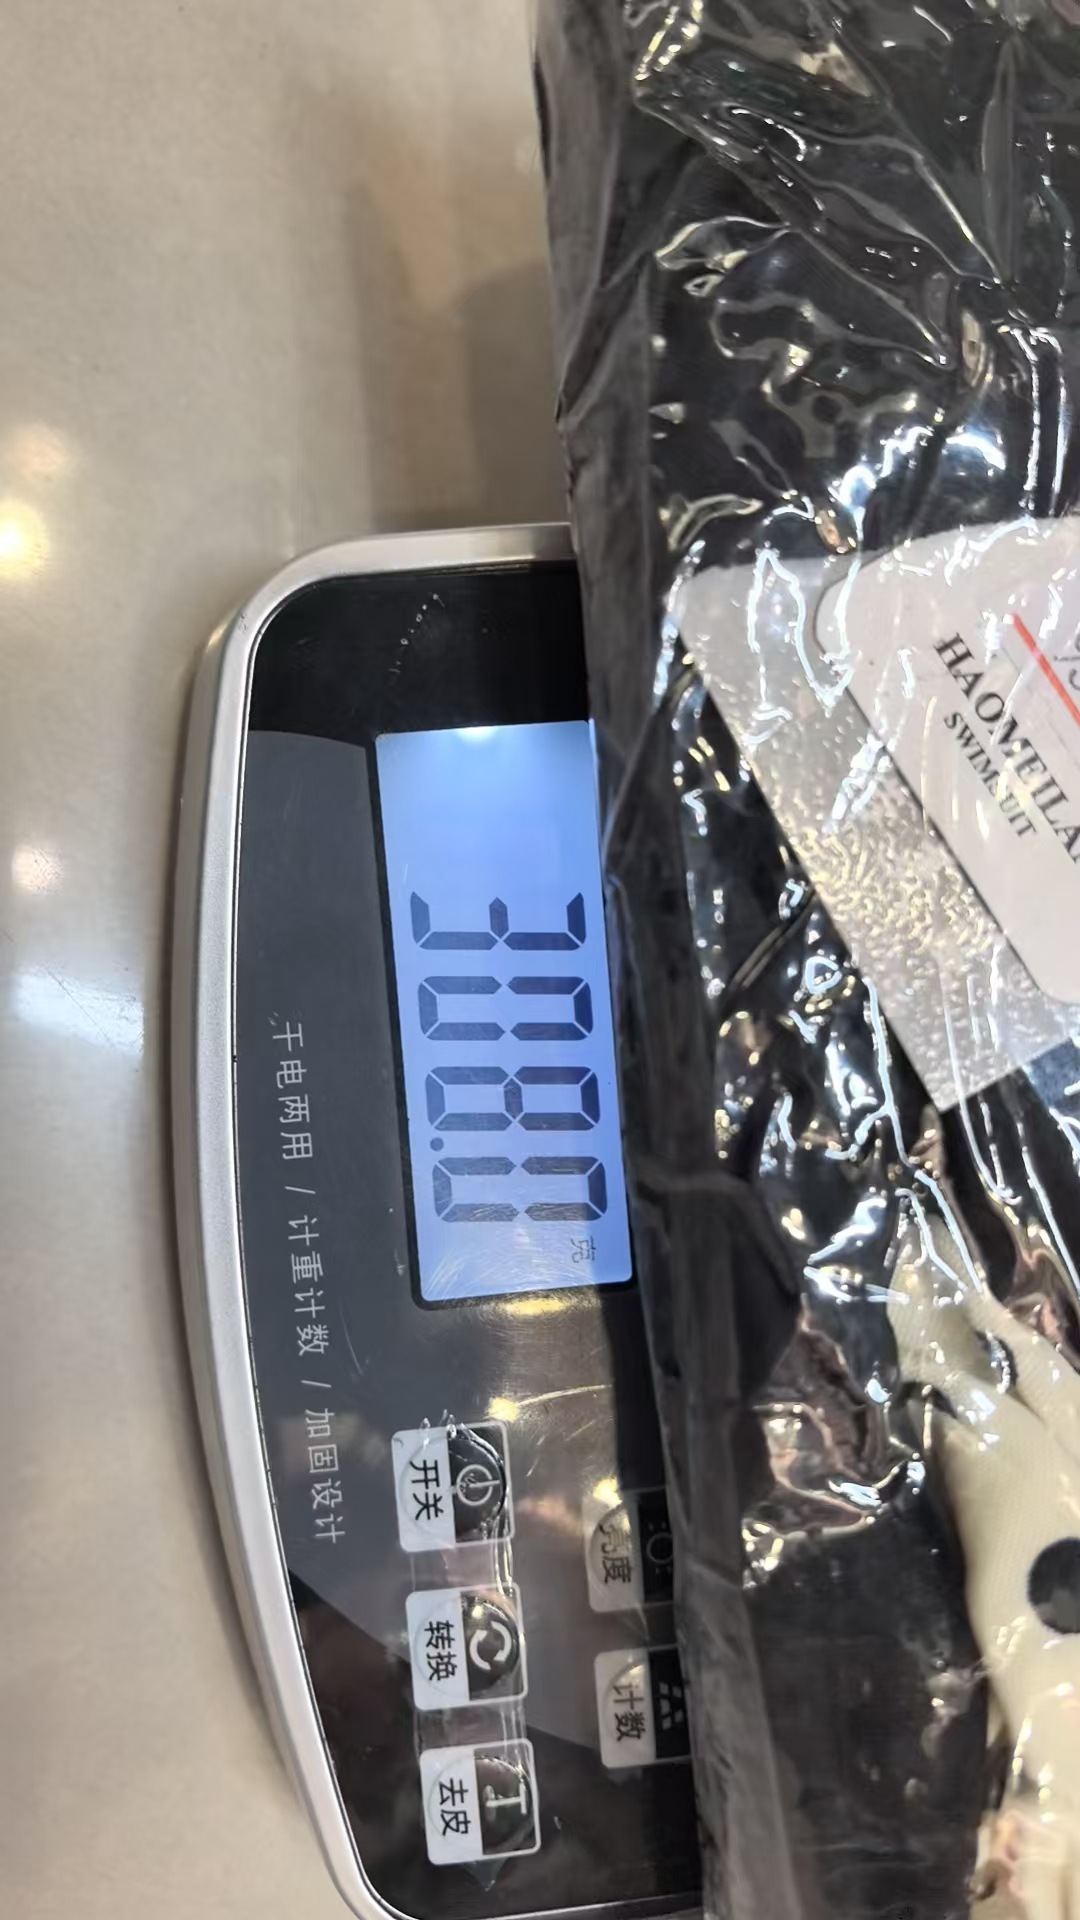 308.0
克
干电两用 / 计重计数 / 加固设计
开关
转换
去皮
亮度
计数
HAOMEILA
SWIMSUIT